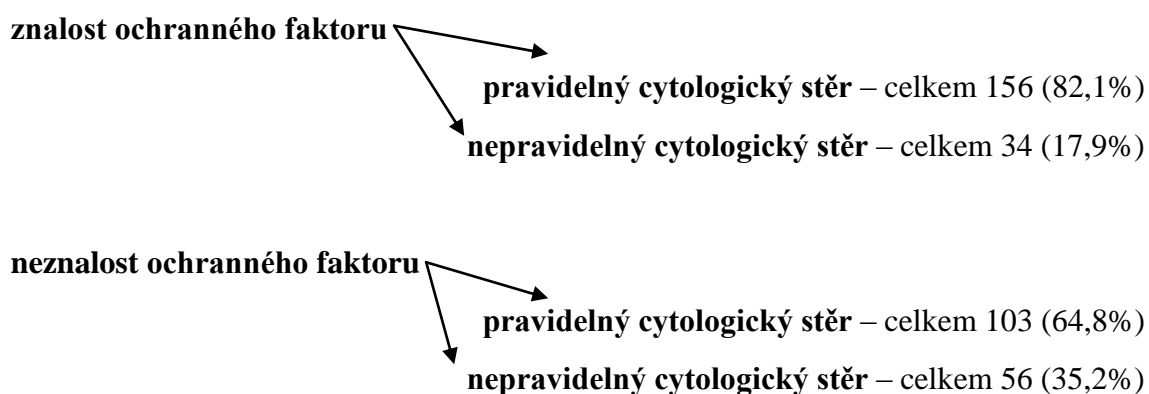 znalost ochranného faktoru
pravidelný cytologický stěr – celkem 156 (82,1%)
nepravidelný cytologický stěr – celkem 34 (17,9%)
neznalost ochranného faktoru
pravidelný cytologický stěr – celkem 103 (64,8%)
nepravidelný cytologický stěr – celkem 56 (35,2%)